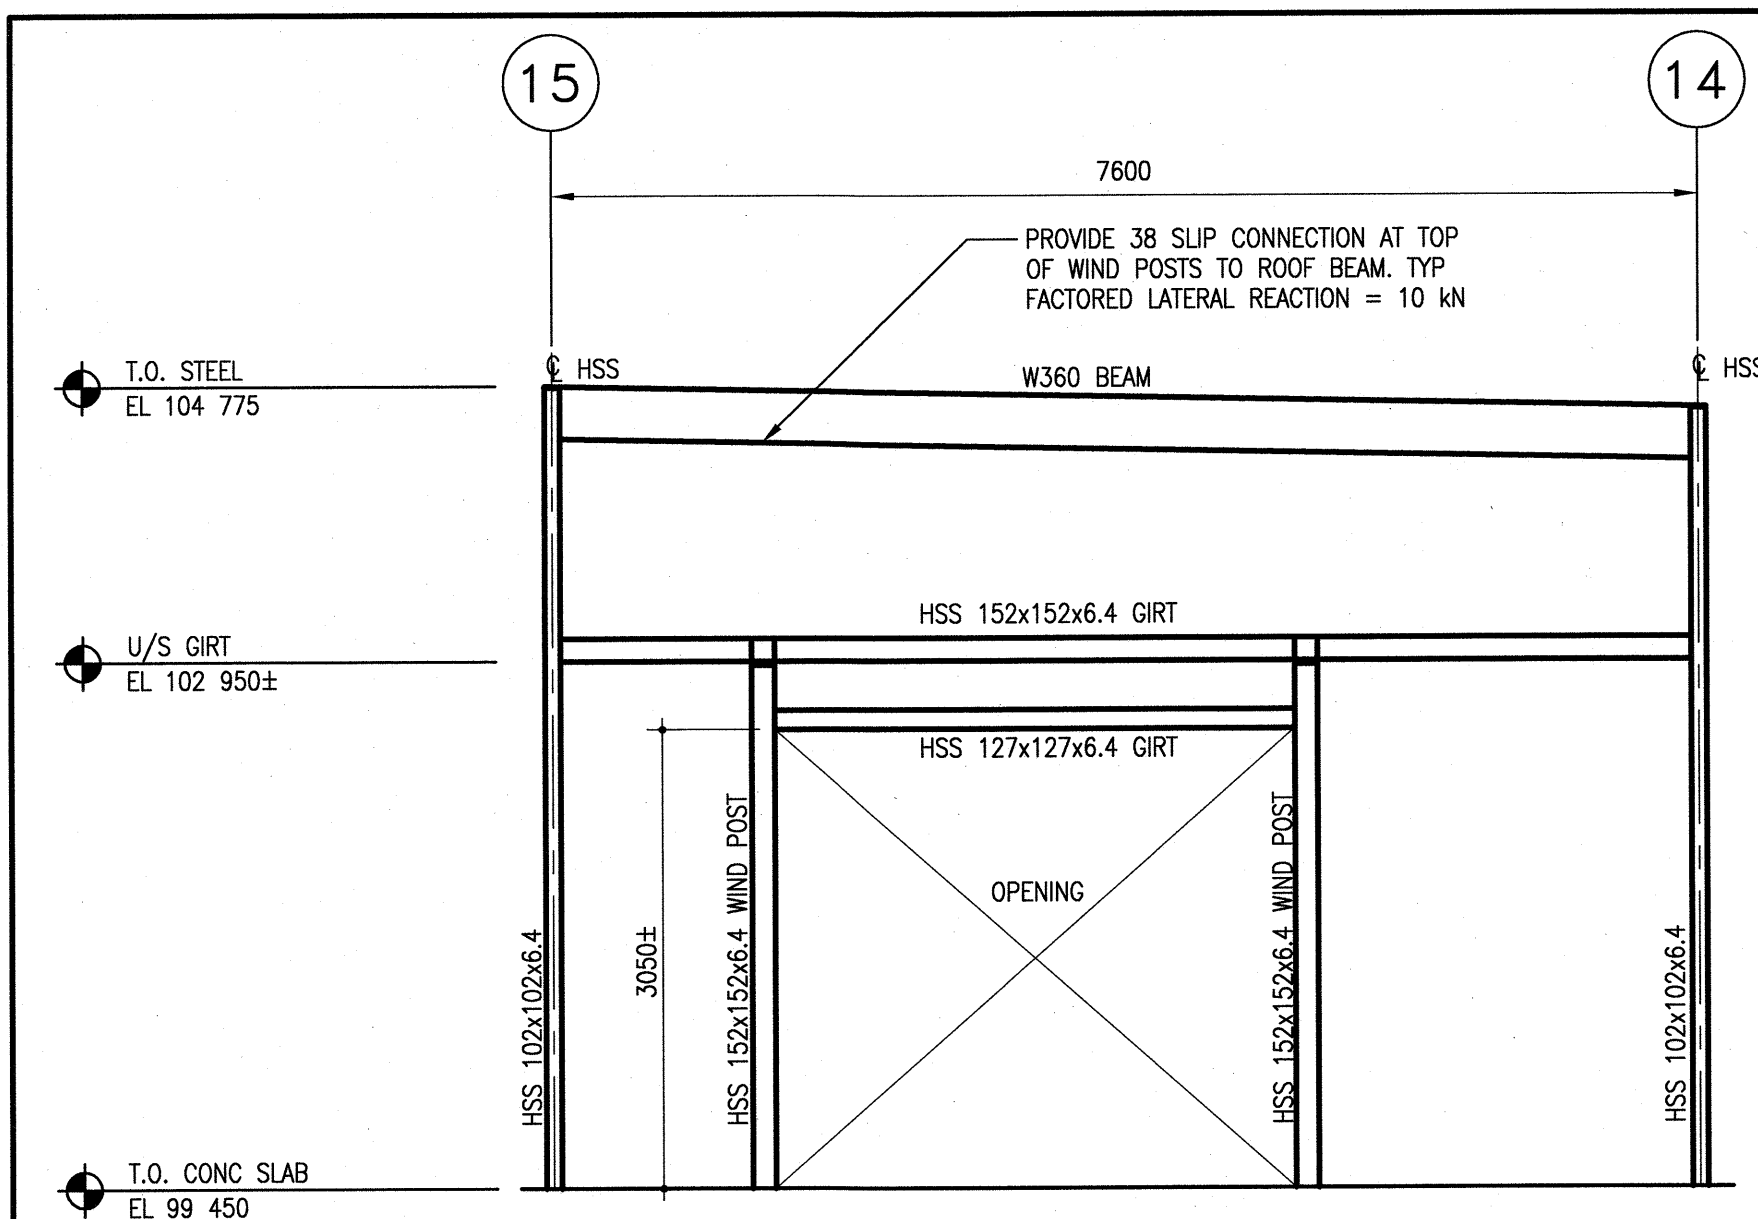 15
14
7600
PROVIDE 38 SLIP CONNECTION AT TOP
OF WIND POSTS TO ROOF BEAM. TYP
FACTORED LATERAL REACTION = 10 kN
T.O. STEEL
EL 104 775
℄ HSS
W360 BEAM
℄ HSS
HSS 152x152x6.4 GIRT
U/S GIRT
EL 102 950±
HSS 127x127x6.4 GIRT
OPENING
3050±
HSS 102x102x6.4
HSS 152x152x6.4 WIND POST
HSS 152x152x6.4 WIND POST
HSS 102x102x6.4
T.O. CONC SLAB
EL 99 450